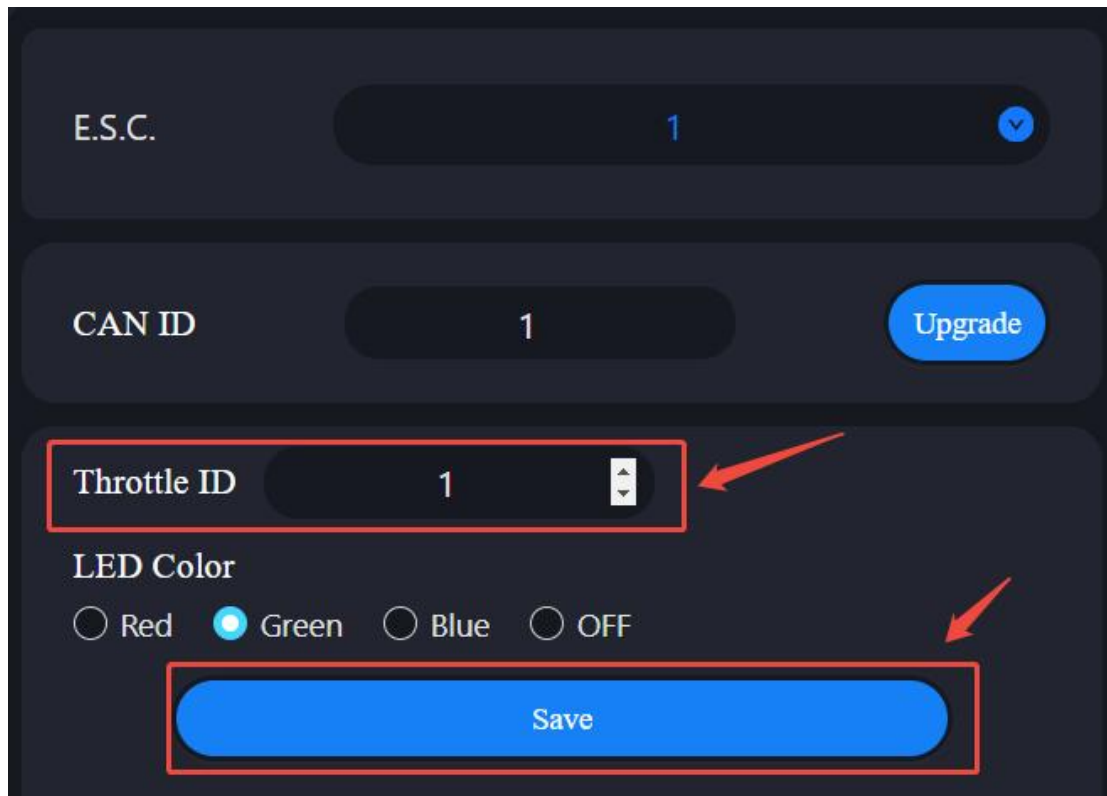 E.S.C. 1
CAN ID 1 Upgrade
Throttle ID 1
LED Color
Red Green Blue OFF
Save